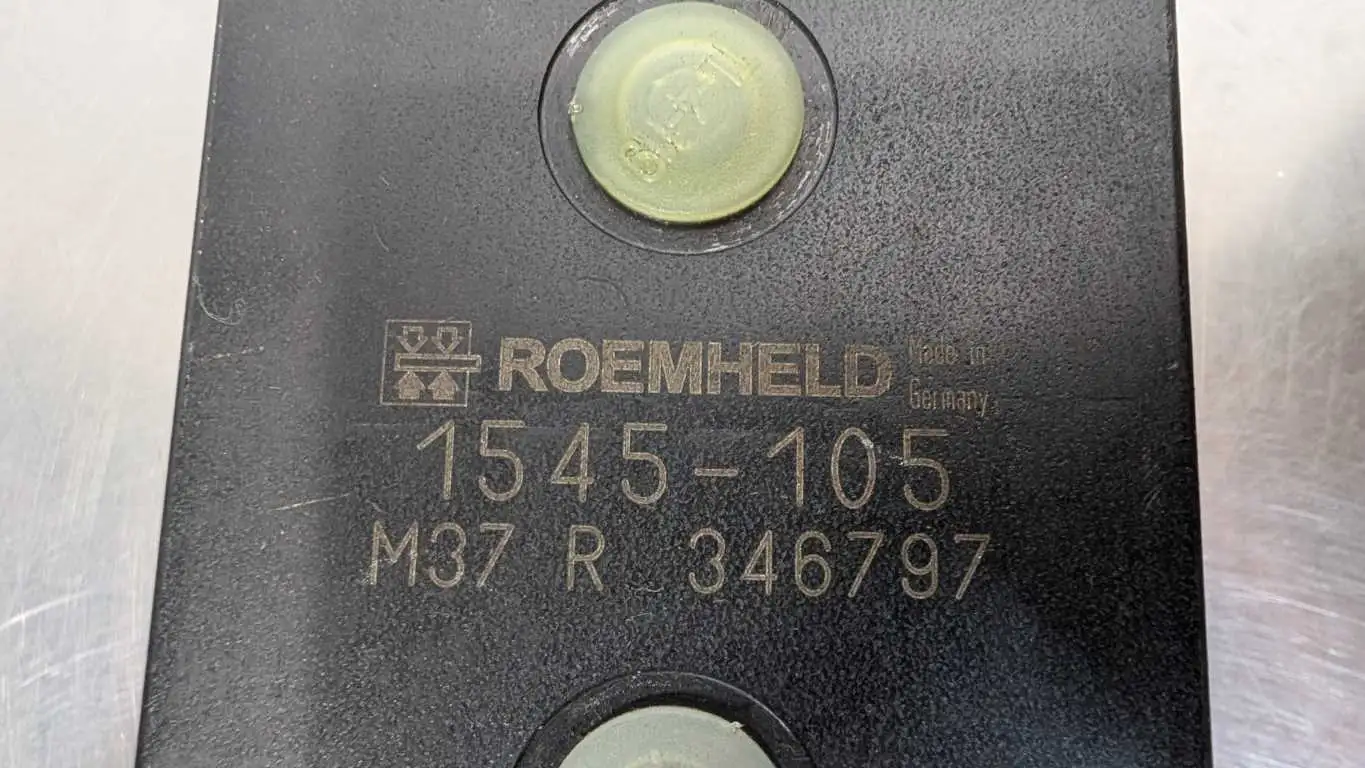 ROEMHELD Made in
Germany
1545-105
M37 R 346797